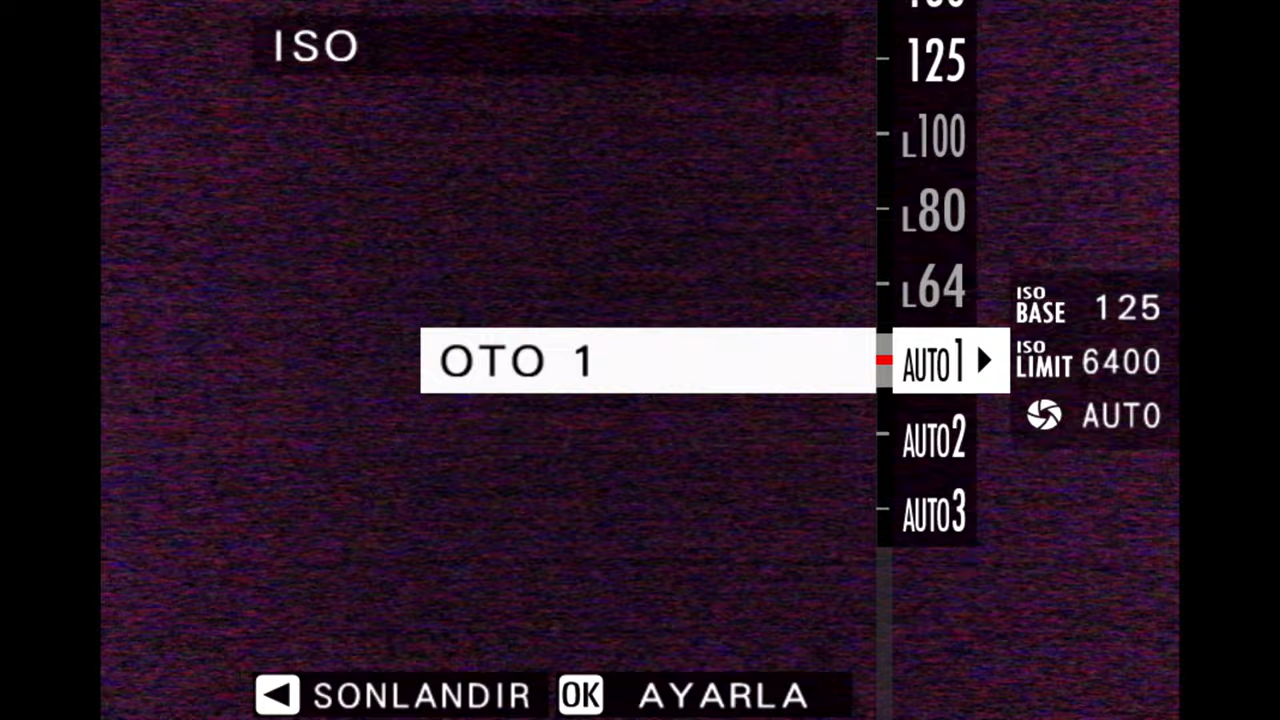 ISO
125
L100
L80
L64
OTO 1
AUTO1
ISO BASE 125
ISO LIMIT 6400
AUTO
AUTO2
AUTO3
SONLANDIR OK AYARLA